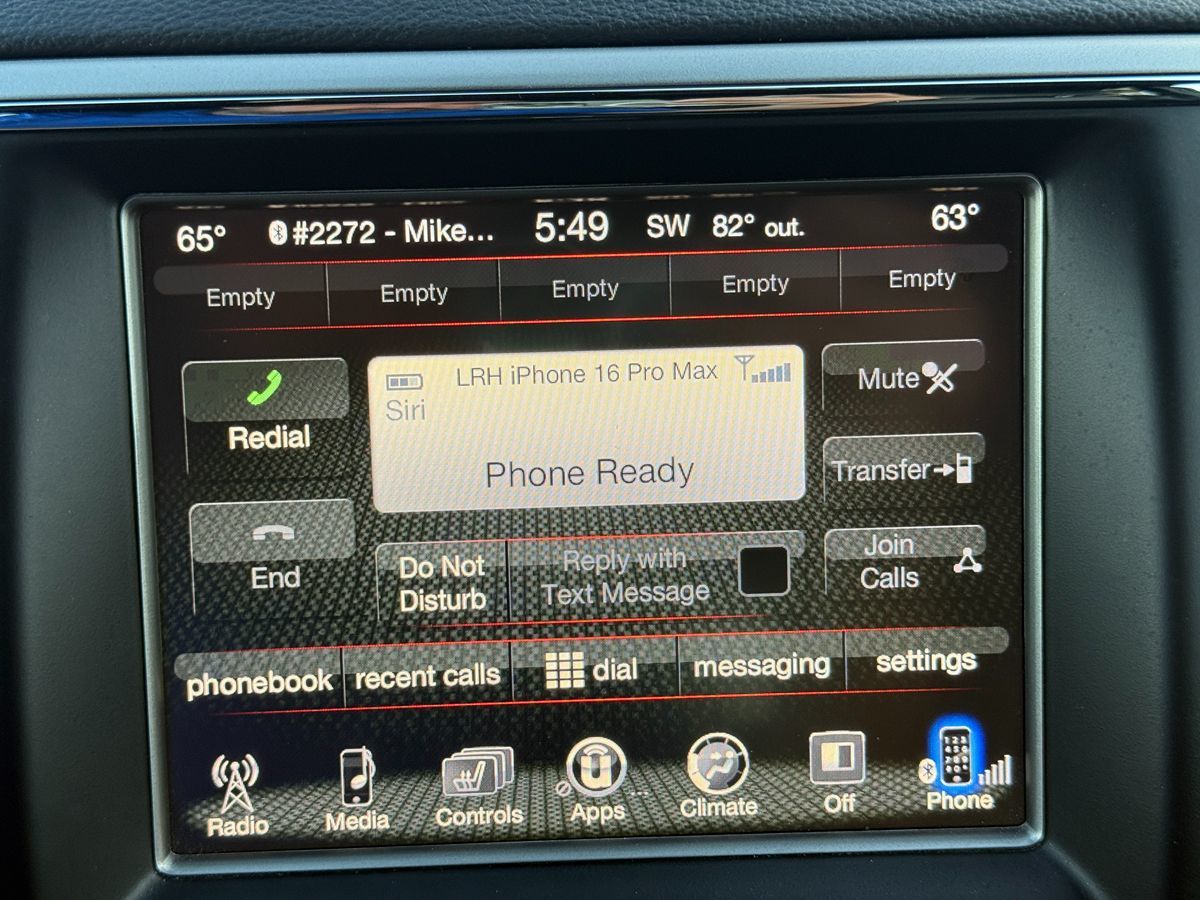 65° #2272 - Mike... 5:49 SW 82° out. 63°
Empty Empty Empty Empty Empty
Redial
LRH iPhone 16 Pro Max
Siri
Phone Ready
Mute
Transfer
End
Do Not
Disturb
Reply with
Text Message
Join
Calls
phonebook recent calls dial messaging settings
Radio Media Controls Apps Climate Off Phone